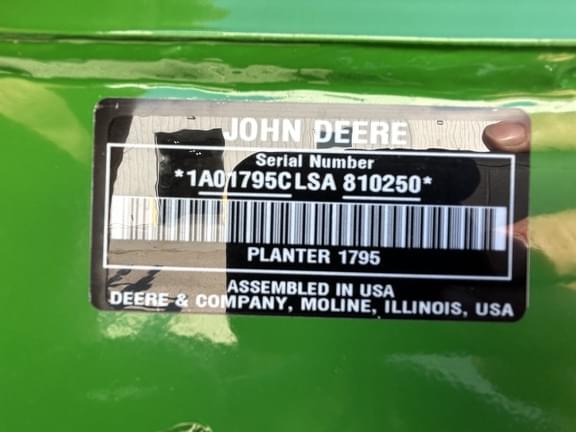 JOHN DEERE
Serial Number
*1A01795CLSA 810250*
PLANTER 1795
ASSEMBLED IN USA
DEERE & COMPANY, MOLINE, ILLINOIS, USA